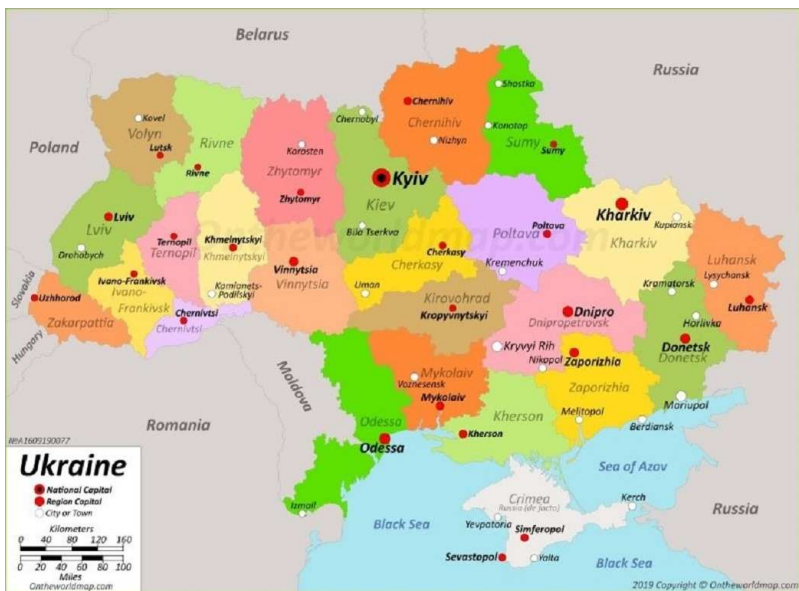 Belarus
Russia
Poland
Slovakia
Hungary
Romania
Moldova
Volyn
Kovel
Lutsk
Rivne
Rivne
Zhytomyr
Korosten
Zhytomyr
Chernobyl
Kyiv
Kiev
Bila Tserkva
Chernihiv
Chernihiv
Nizhyn
Shostka
Konotop
Sumy
Sumy
Lviv
Lviv
Drohobych
Ternopil
Ternopil
Khmelnytskyi
Khmelnytskyi
Kamianets-
Podilskyi
Ivano-Frankivsk
Ivano-
Frankivsk
Uzhhorod
Zakarpattia
Chernivtsi
Chernivtsi
Vinnytsia
Vinnytsia
Cherkasy
Cherkasy
Uman
Poltava
Poltava
Kremenchuk
Kharkiv
Kharkiv
Kupiansk
Luhansk
Lysychansk
Luhansk
Kramatorsk
Horlivka
Donetsk
Donetsk
Mariupol
Kirovohrad
Kropyvnytskyi
Dnipro
Dnipropetrovsk
Kryvyi Rih
Nikopol
Zaporizhia
Zaporizhia
Melitopol
Berdiansk
Mykolaiv
Voznesensk
Mykolaiv
Odessa
Odessa
Izmail
Kherson
Kherson
Crimea
Russia (de facto)
Yevpatoria
Simferopol
Sevastopol
Yalta
Kerch
Sea of Azov
Black Sea
Black Sea
Russia
Ontheworldmap.com
Ukraine
National Capital
Region Capital
City or Town
Kilometers
0 40 80 120 160
0 20 40 60 80 100
Miles
Ontheworldmap.com
2019 Copyright © Ontheworldmap.com